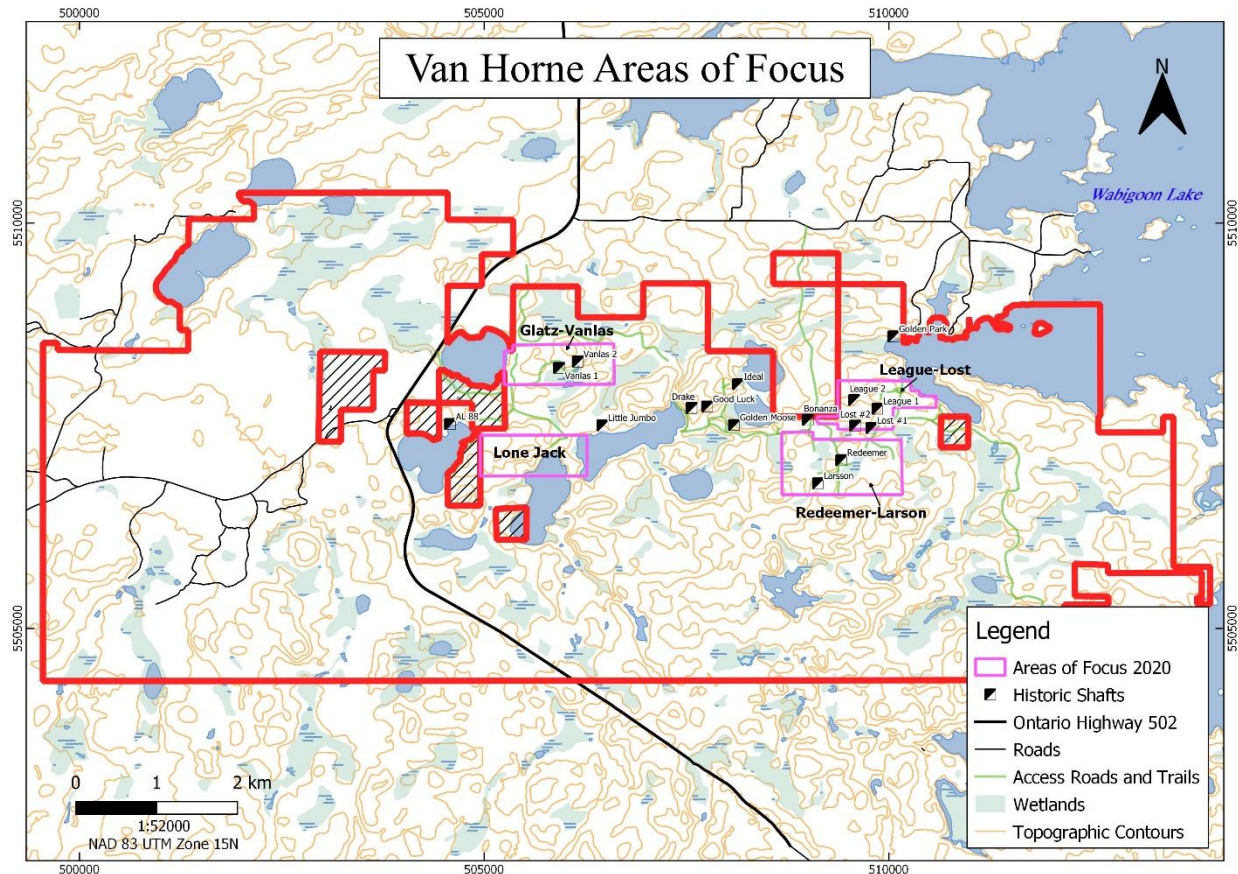 500000
505000
510000
Van Horne Areas of Focus
N
Wabigoon Lake
5510000
5510000
Golden Park
Glatz-Vanlas
Vanlas 2
Vanlas 1
League-Lost
Ideal
League 2
League 1
Drake
Good Luck
Bonanza
Lost #2
Lost #1
AL 88
Little Jumbo
Golden Moose
Lone Jack
Redeemer
Larsson
Redeemer-Larson
5505000
5505000
Legend
Areas of Focus 2020
Historic Shafts
Ontario Highway 502
Roads
Access Roads and Trails
Wetlands
Topographic Contours
0 1 2 km
1:52000
NAD 83 UTM Zone 15N
500000
505000
510000